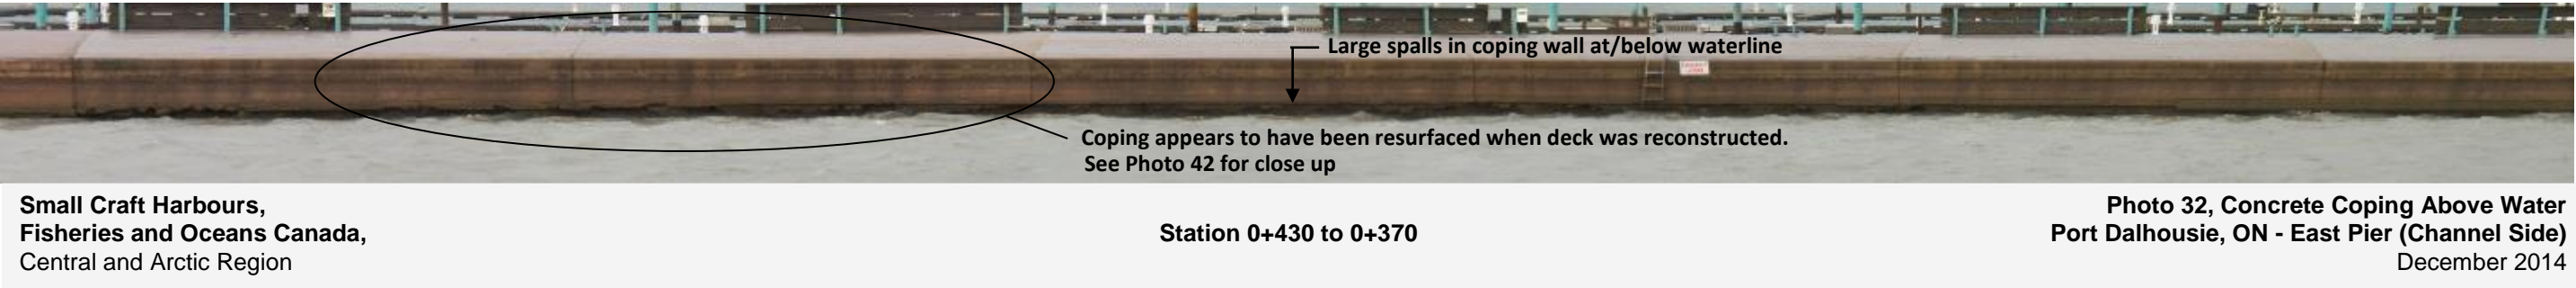 Large spalls in coping wall at/below waterline
Coping appears to have been resurfaced when deck was reconstructed.
See Photo 42 for close up
Small Craft Harbours,
Fisheries and Oceans Canada,
Central and Arctic Region
Station 0+430 to 0+370
Photo 32, Concrete Coping Above Water
Port Dalhousie, ON - East Pier (Channel Side)
December 2014